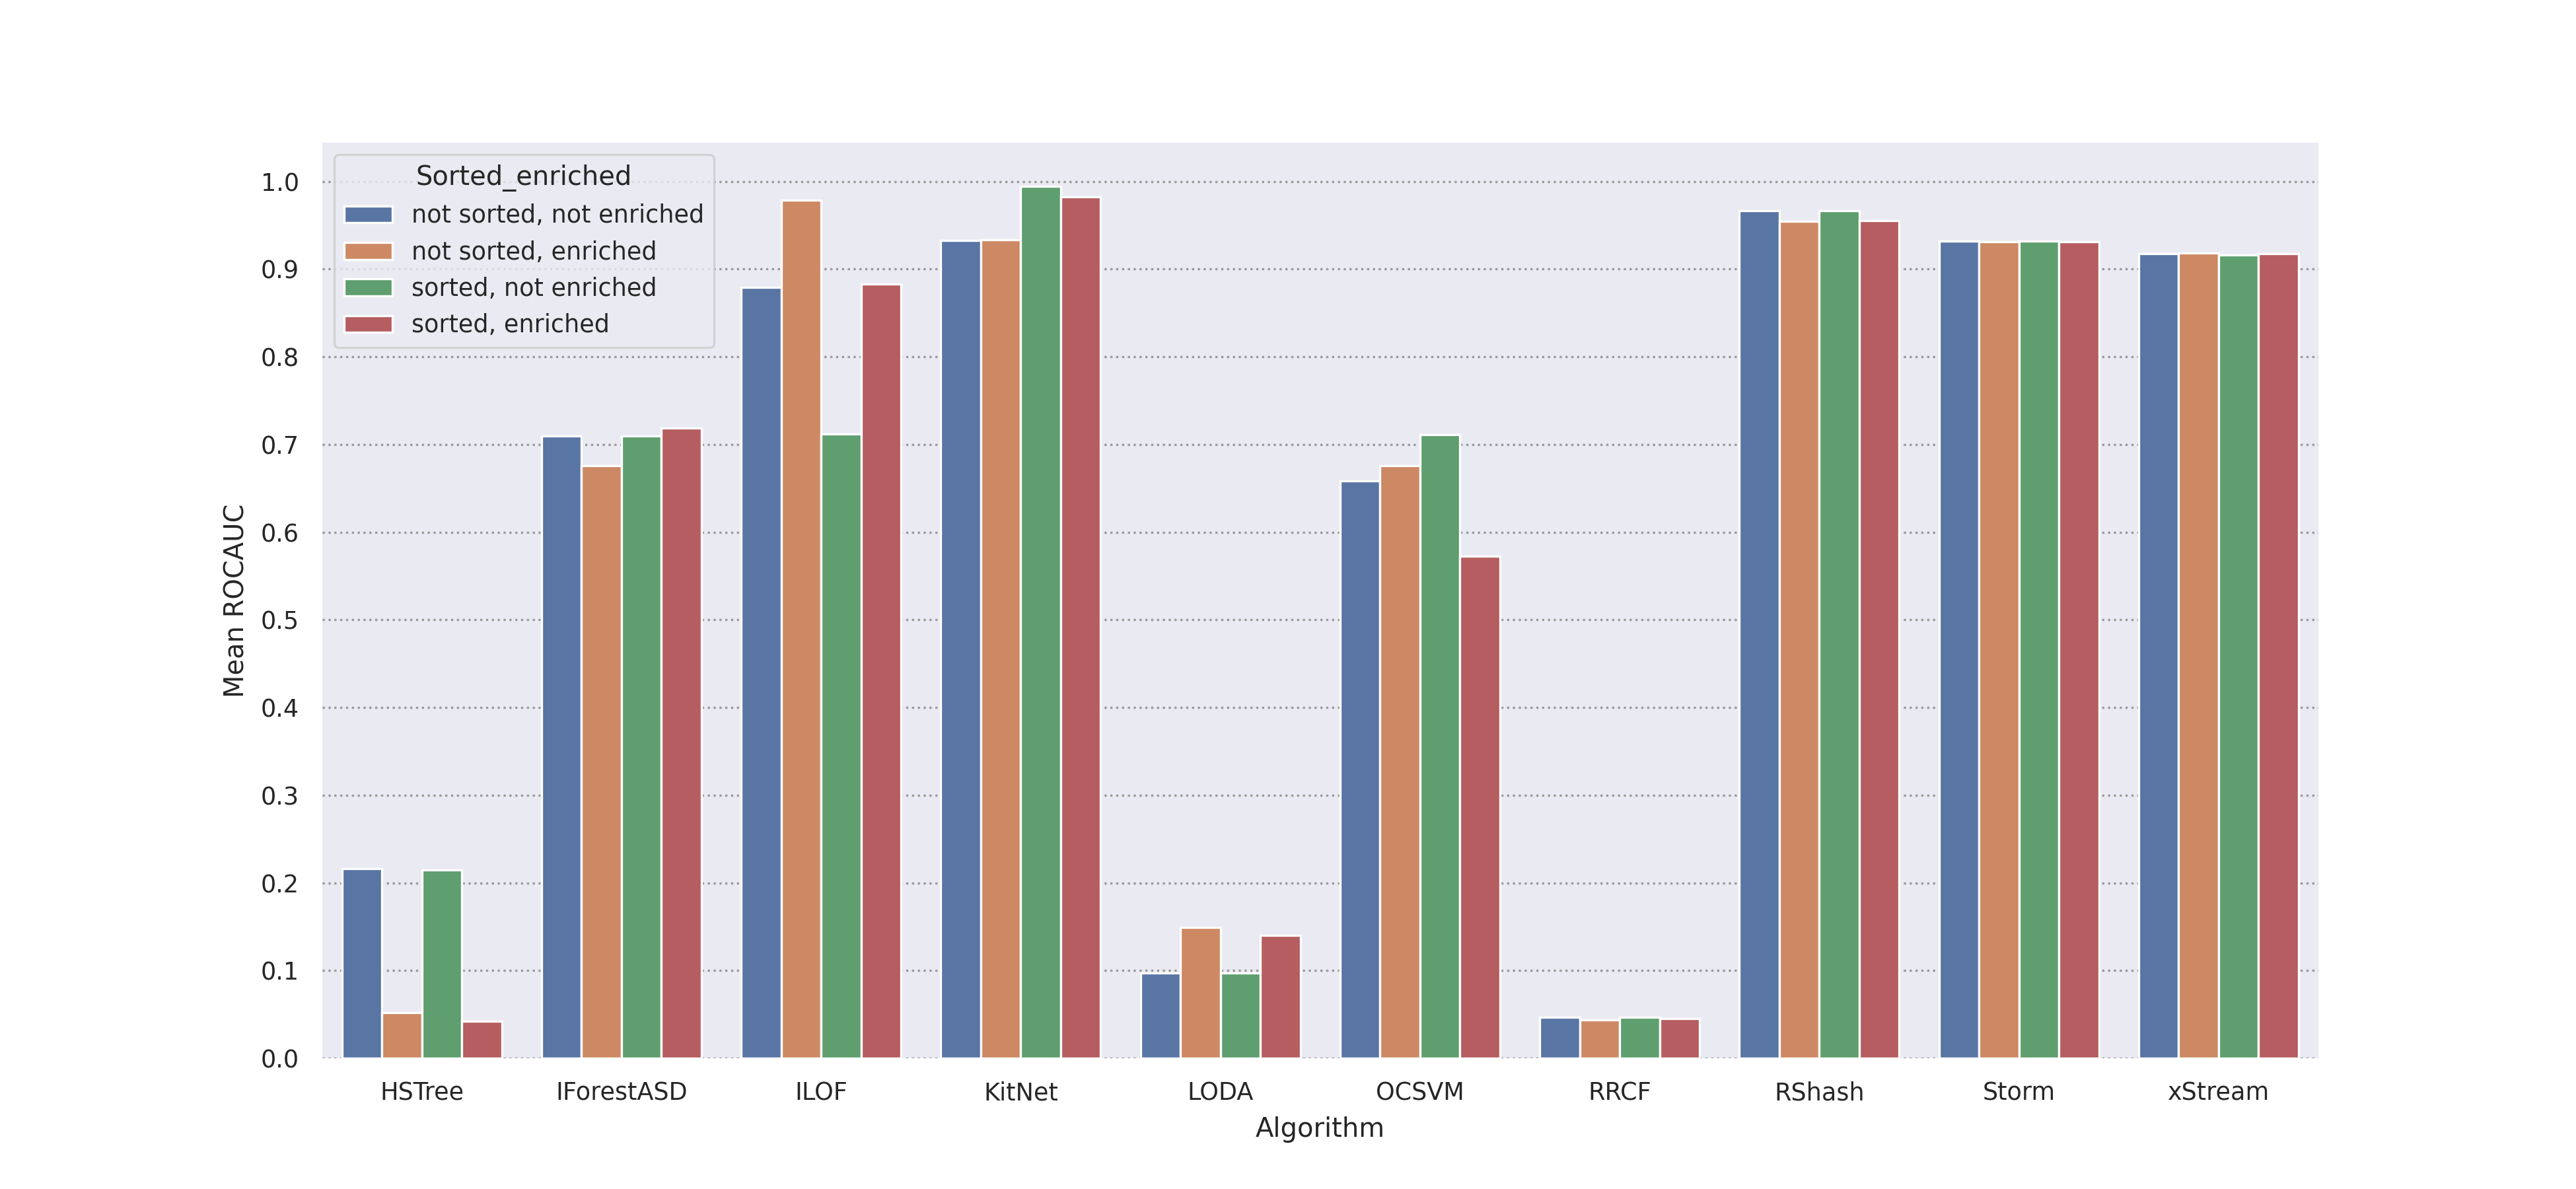 Sorted_enriched
not sorted, not enriched
not sorted, enriched
sorted, not enriched
sorted, enriched
1.0
0.9
0.8
0.7
0.6
0.5
0.4
0.3
0.2
0.1
0.0
Mean ROCAUC
HSTree IForestASD ILOF KitNet LODA OCSVM RRCF RShash Storm xStream
Algorithm